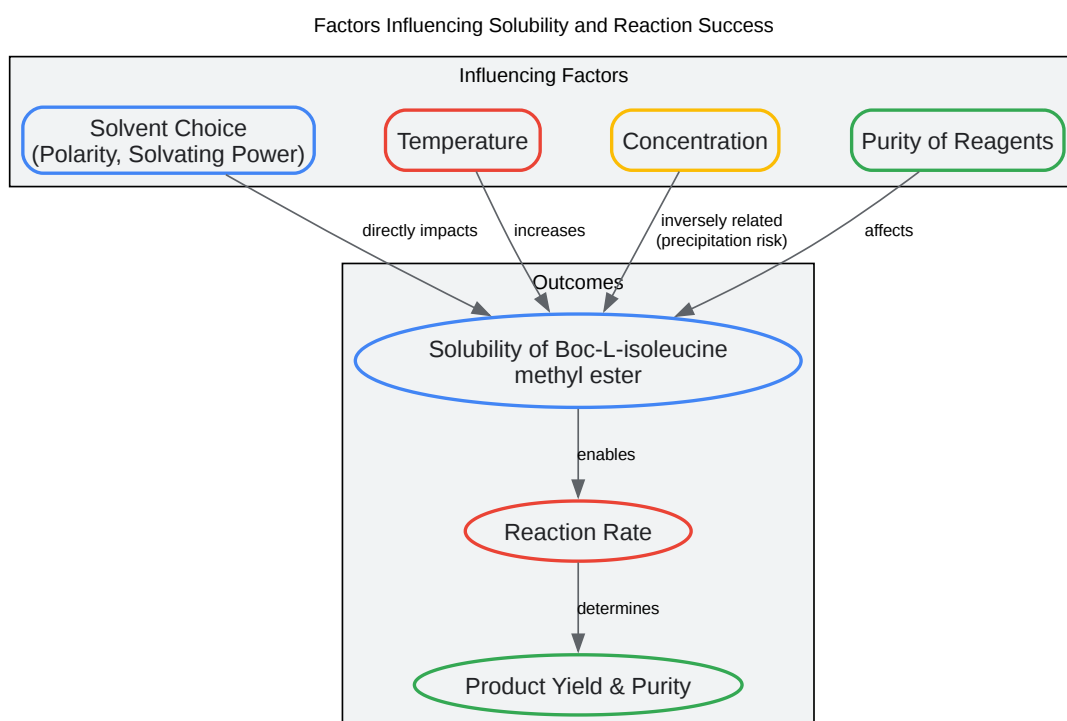 Factors Influencing Solubility and Reaction Success
Influencing Factors
Solvent Choice
(Polarity, Solvating Power)
Temperature
Concentration
Purity of Reagents
directly impacts
increases
inversely related
(precipitation risk)
affects
Outcomes
Solubility of Boc-L-isoleucine
methyl ester
enables
Reaction Rate
determines
Product Yield & Purity